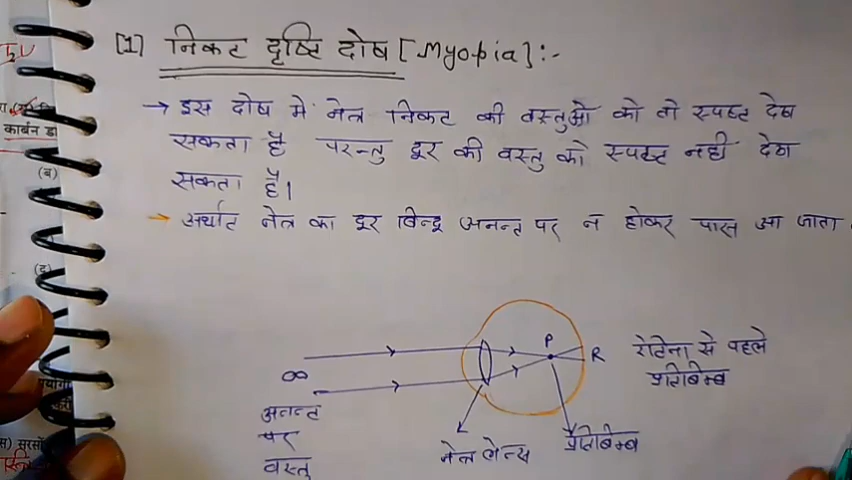 [1] निकट दृष्टि दोष [Myopia]:-
→ इस दोष मे नेत्र निकट की वस्तुओ को तो स्पष्ट देख
सकता है परन्तु दूर की वस्तु को स्पष्ट नही देख
सकता है।
→ अर्थात नेत्र का दूर बिन्दू अनन्त पर न होकर पास आ जाता
P
R
रेटिना से पहले
प्रतिबिम्ब
∞
अनन्त
पर
वस्तु
नेत्र लेन्स
प्रतिबिम्ब
कार्बन डा
(ब)
(द)